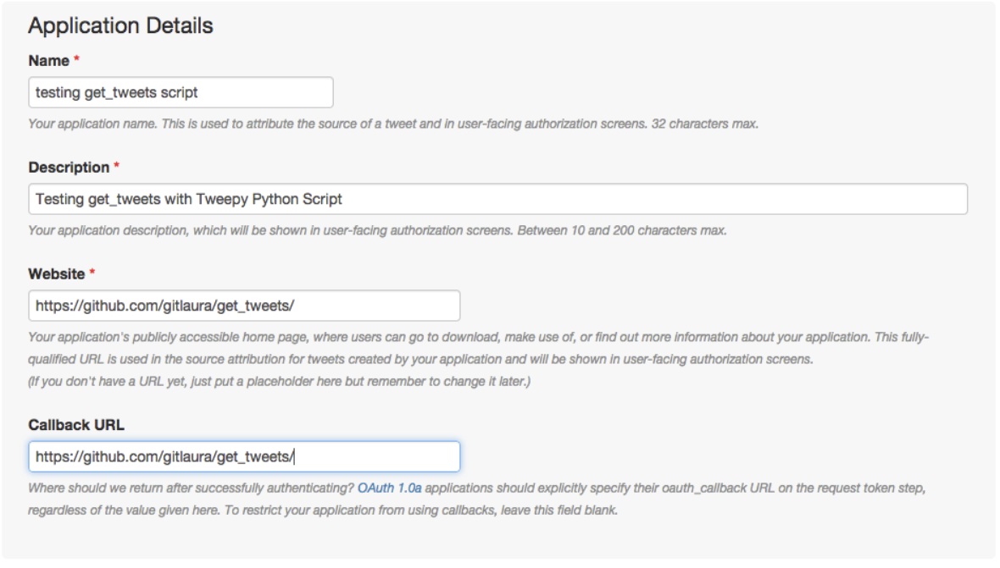 Application Details
Name *
testing get_tweets script
Your application name. This is used to attribute the source of a tweet and in user-facing authorization screens. 32 characters max.
Description *
Testing get_tweets with Tweepy Python Script
Your application description, which will be shown in user-facing authorization screens. Between 10 and 200 characters max.
Website *
https://github.com/gitlaura/get_tweets/
Your application's publicly accessible home page, where users can go to download, make use of, or find out more information about your application. This fully-
qualified URL is used in the source attribution for tweets created by your application and will be shown in user-facing authorization screens.
(If you don't have a URL yet, just put a placeholder here but remember to change it later.)
Callback URL
https://github.com/gitlaura/get_tweets/
Where should we return after successfully authenticating? OAuth 1.0a applications should explicitly specify their oauth_callback URL on the request token step,
regardless of the value given here. To restrict your application from using callbacks, leave this field blank.